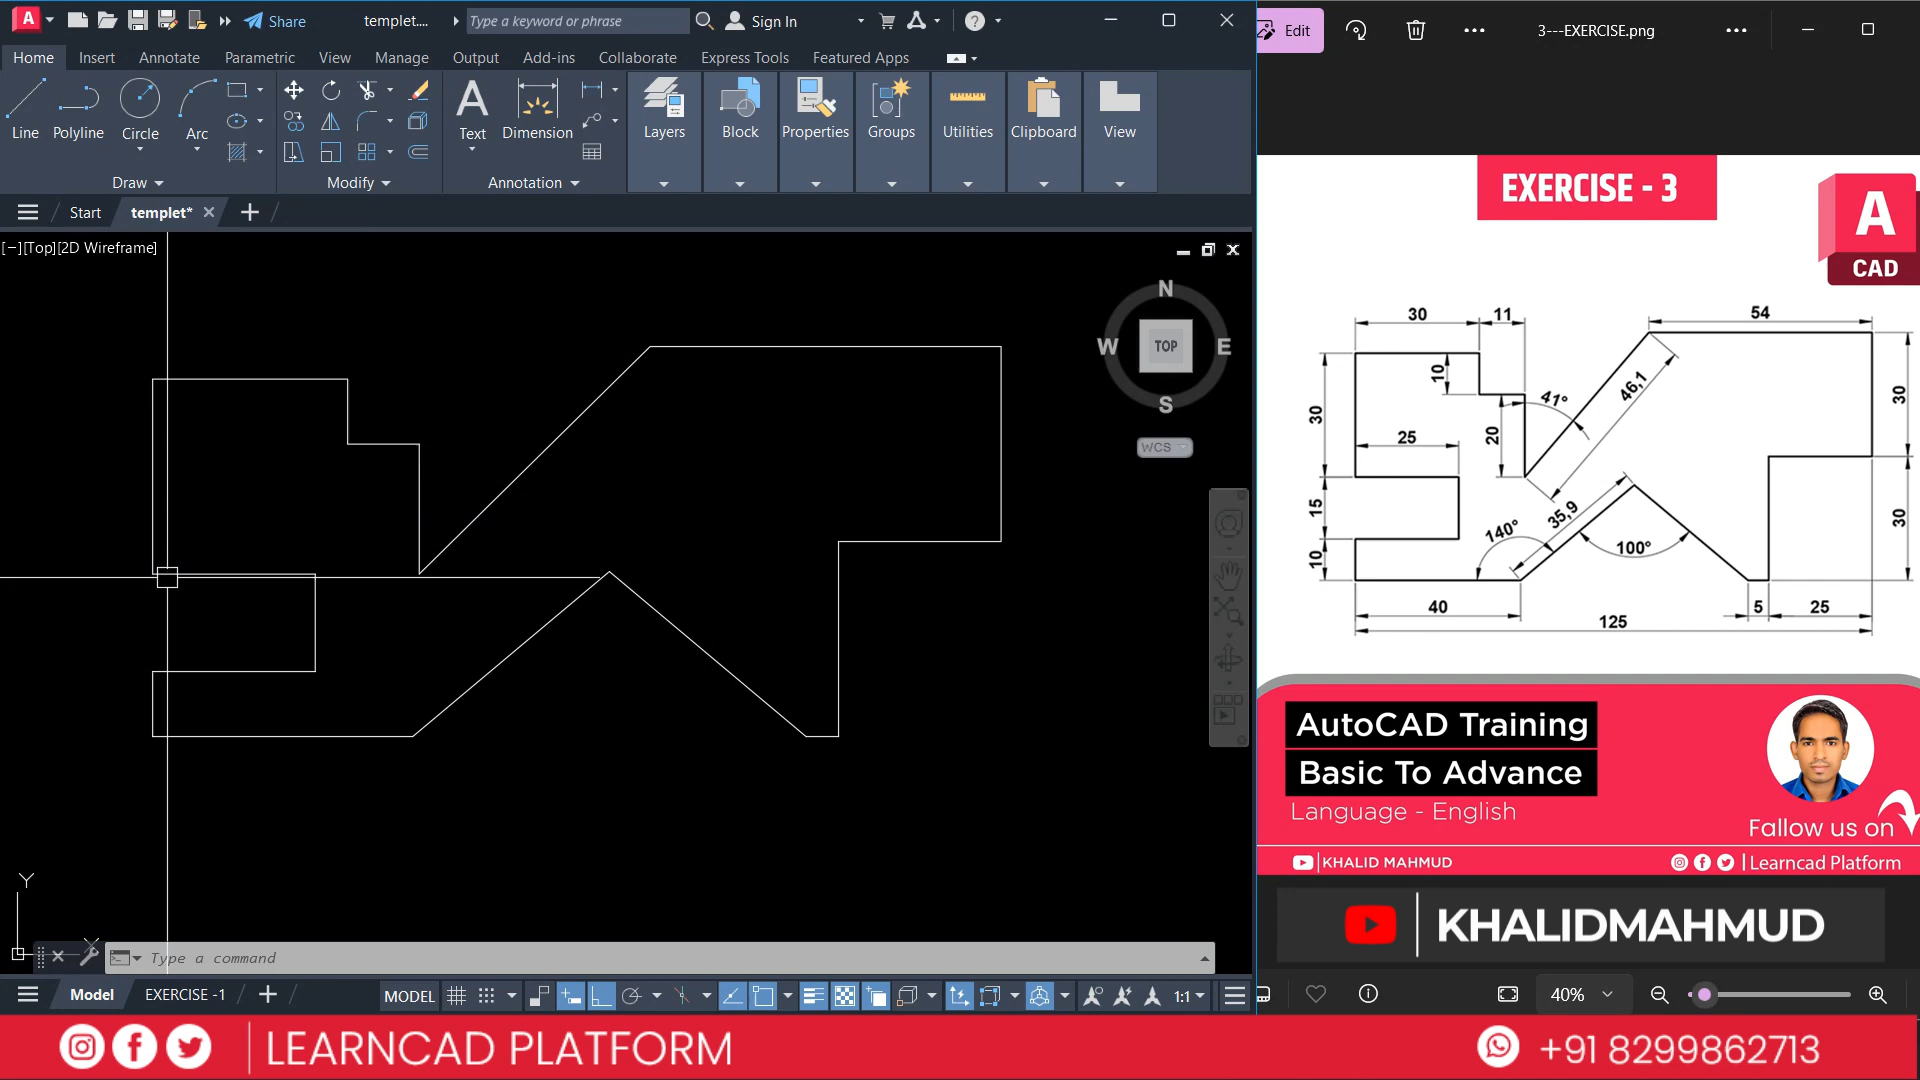 A templet.... Type a keyword or phrase Sign In Share ?
Home Insert Annotate Parametric View Manage Output Add-ins Collaborate Express Tools Featured Apps
Line Polyline Circle Arc Text Dimension Layers Block Properties Groups Utilities Clipboard View
Draw Modify Annotation
Start templet* × +
[−][Top][2D Wireframe]
N
W TOP E
S
WCS
Y
X
Type a command
Model EXERCISE -1 + MODEL 1:1
Edit 3---EXERCISE.png
EXERCISE - 3
A
CAD
30 11 54
10 41° 46,1 30
30 25 20
15 140° 35,9 100° 30
10
40 5 25
125
AutoCAD Training
Basic To Advance
Language - English
Follow us on
KHALID MAHMUD
Learncad Platform
KHALIDMAHMUD
40%
LEARNCAD PLATFORM
+91 8299862713